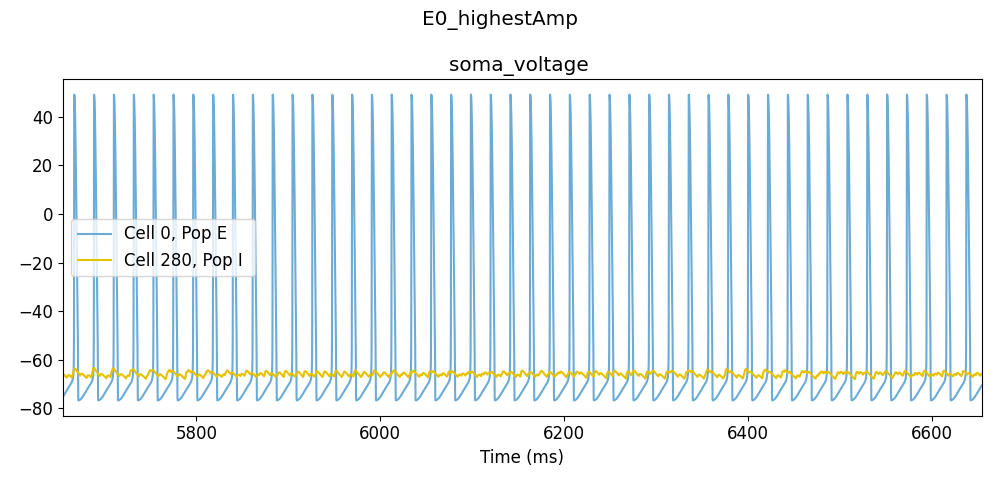 E0_highestAmp
soma_voltage
40
20
0
−20
−40
−60
−80
Cell 0, Pop E
Cell 280, Pop I
5800
6000
6200
6400
6600
Time (ms)